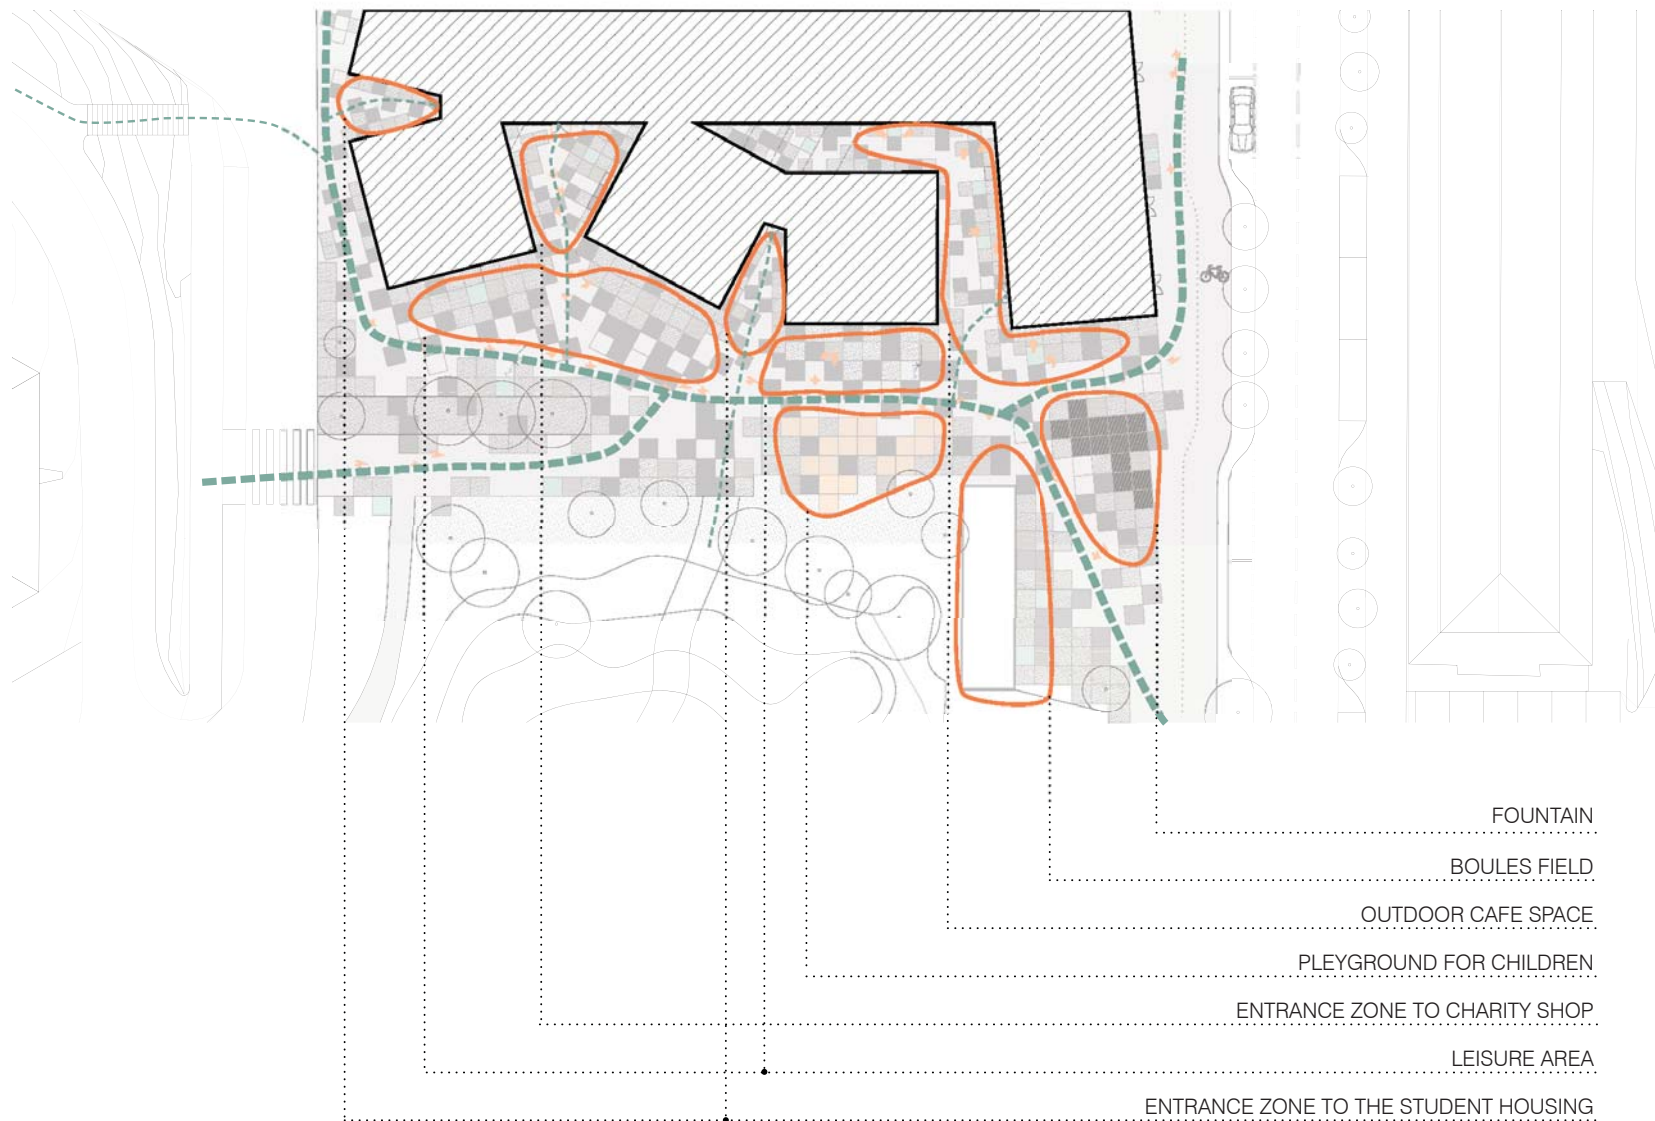 FOUNTAIN
BOULES FIELD
OUTDOOR CAFE SPACE
PLEYGROUND FOR CHILDREN
ENTRANCE ZONE TO CHARITY SHOP
LEISURE AREA
ENTRANCE ZONE TO THE STUDENT HOUSING